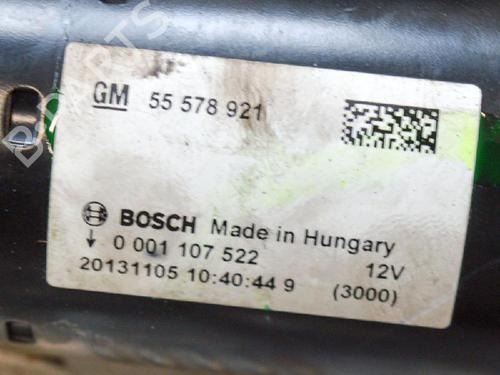 GM 55 578 921
BOSCH Made in Hungary
0 001 107 522 12V
20131105 10:40:44 9 (3000)